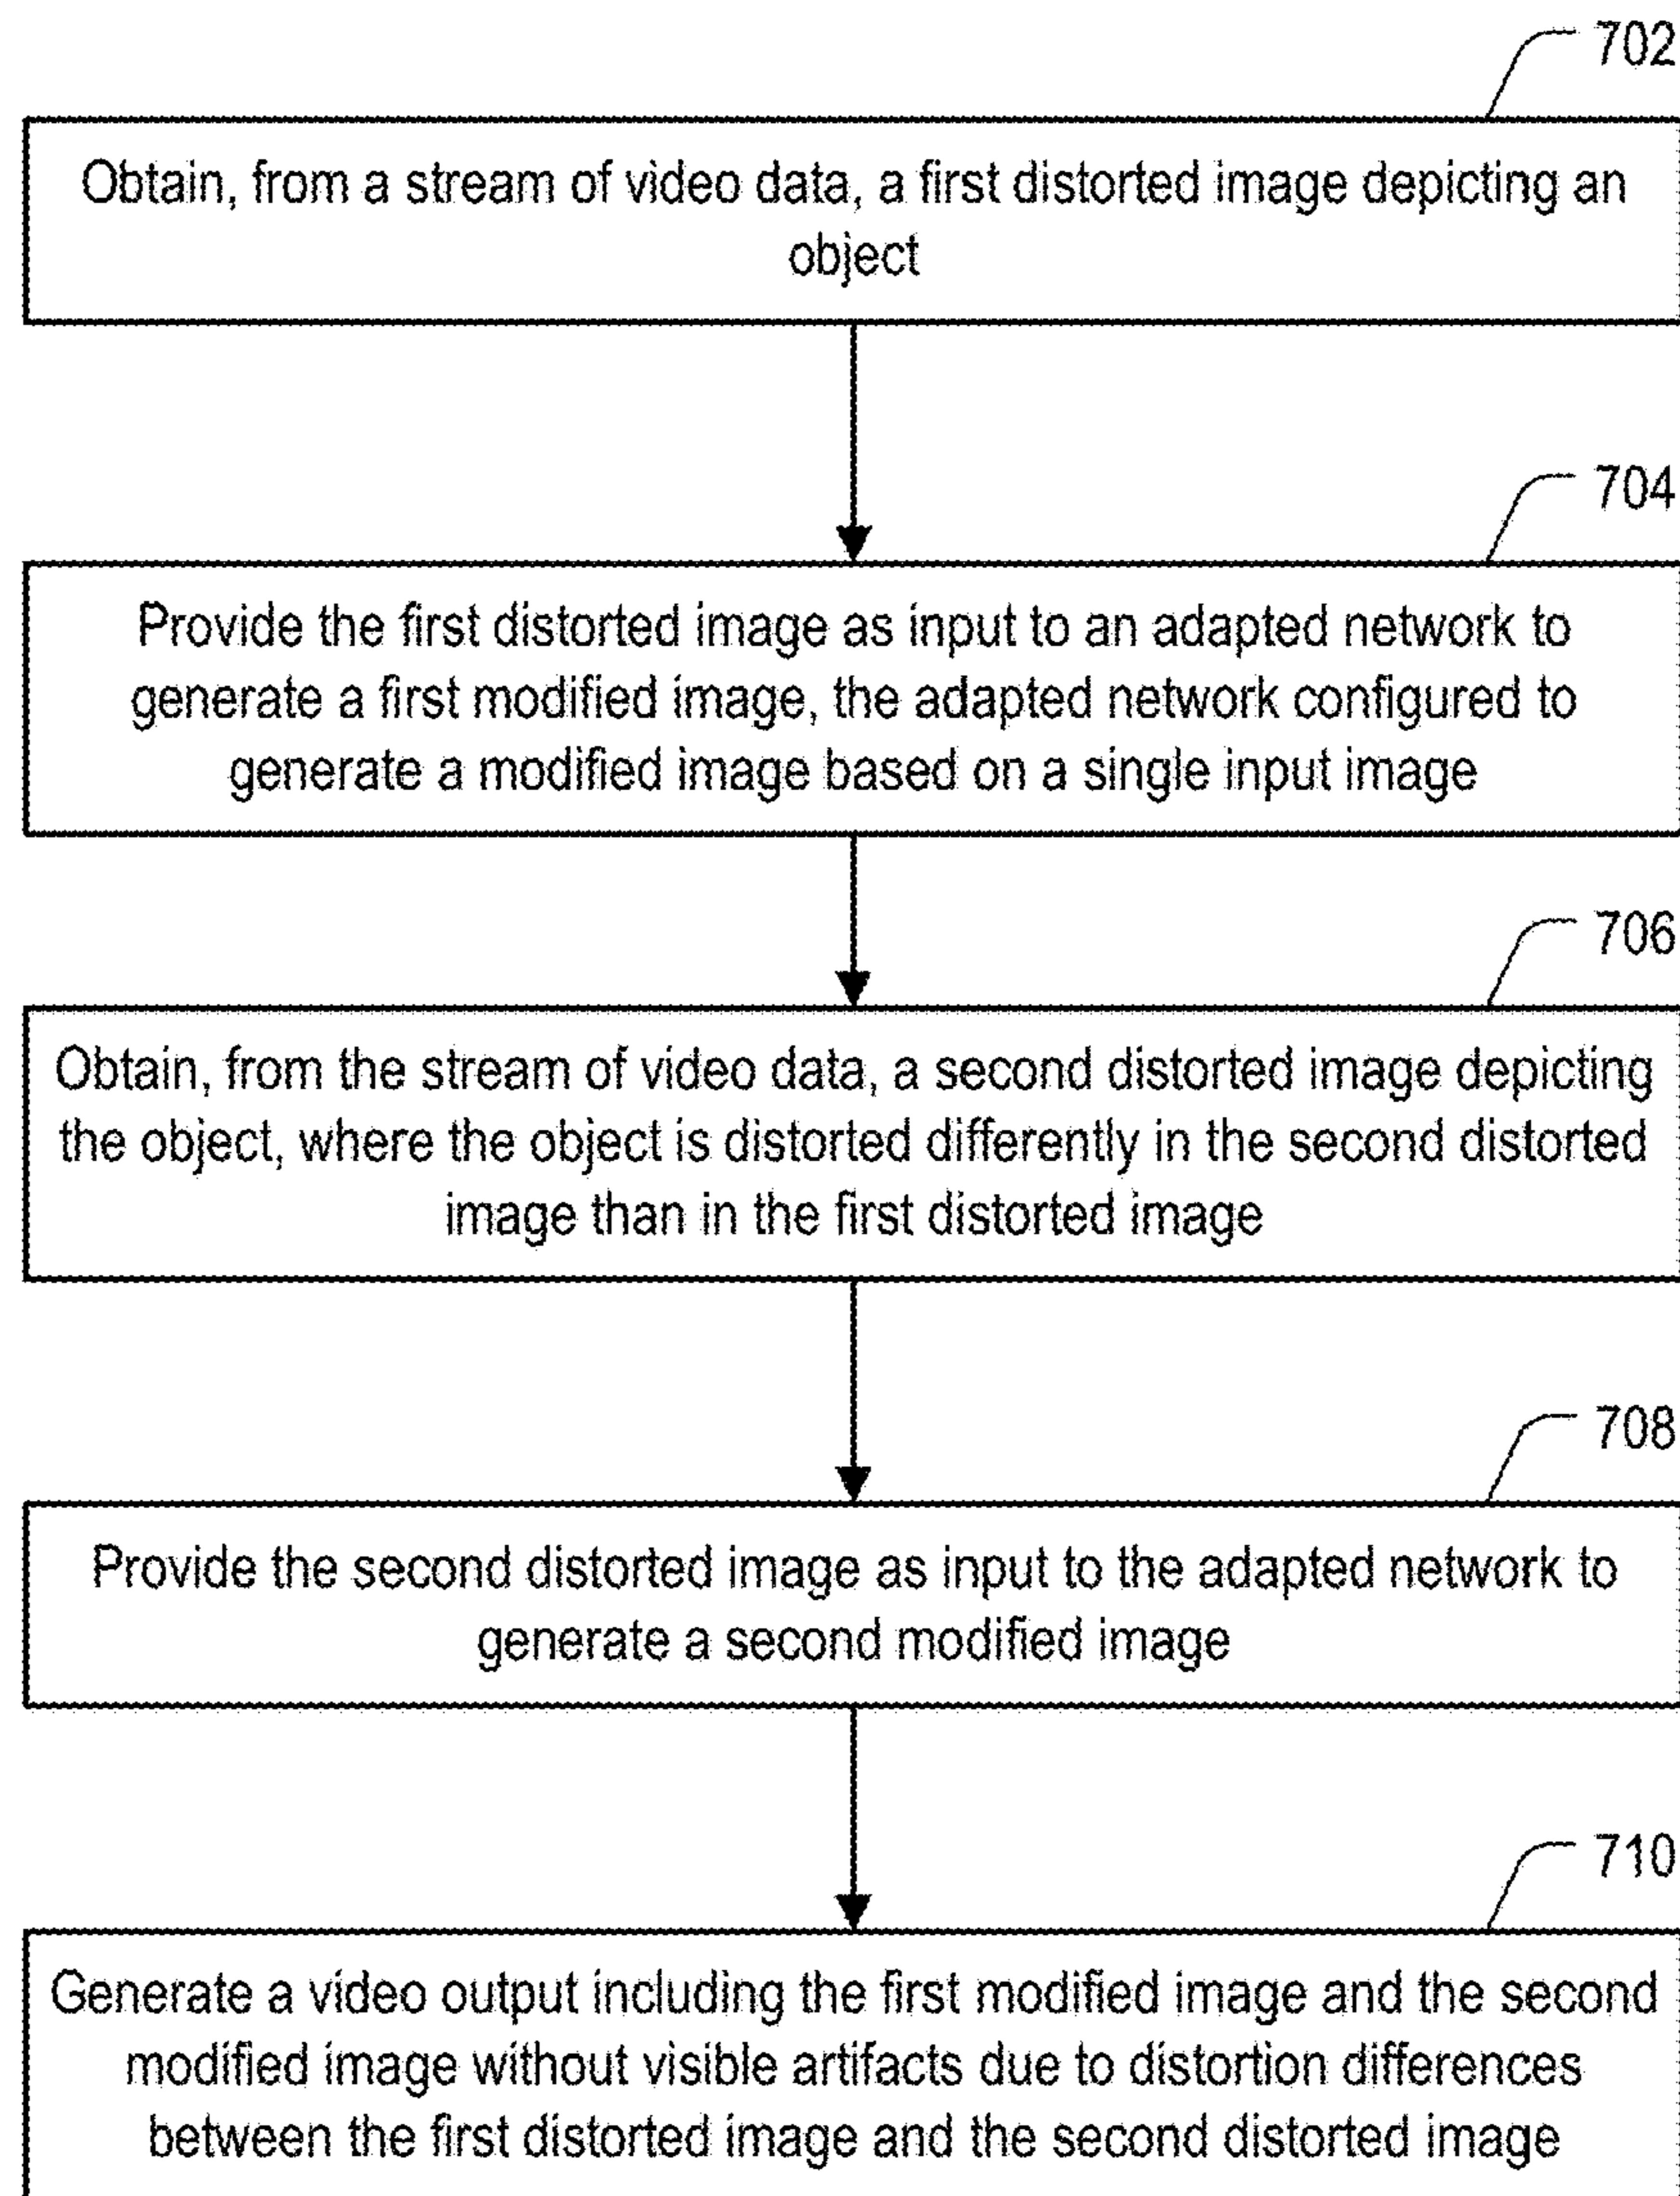 702
Obtain, from a stream of video data, a first distorted image depicting an
object
704
Provide the first distorted image as input to an adapted network to
generate a first modified image, the adapted network configured to
generate a modified image based on a single input image
706
Obtain, from the stream of video data, a second distorted image depicting
the object, where the object is distorted differently in the second distorted
image than in the first distorted image
708
Provide the second distorted image as input to the adapted network to
generate a second modified image
710
Generate a video output including the first modified image and the second
modified image without visible artifacts due to distortion differences
between the first distorted image and the second distorted image